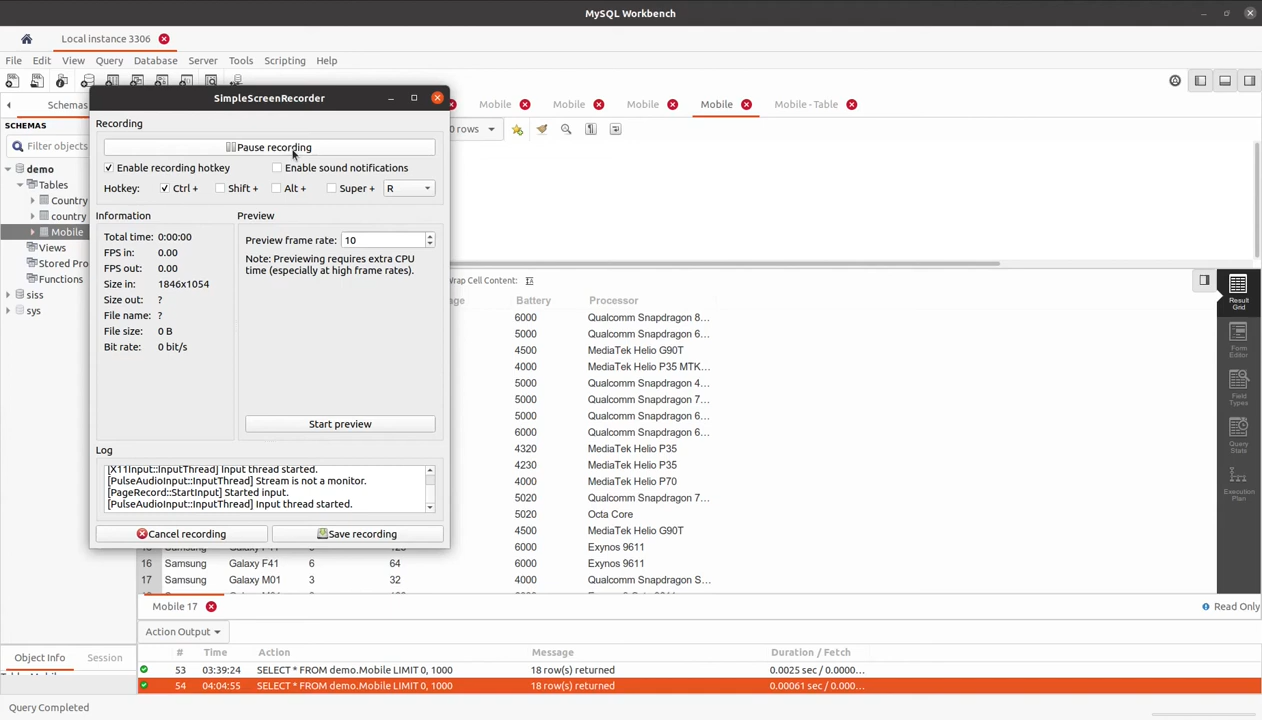 MySQL Workbench
Local instance 3306
File Edit View Query Database Server Tools Scripting Help
Schemas
Mobile
Mobile
Mobile
Mobile
Mobile - Table
SCHEMAS
Filter objects
demo
Tables
Country
country
Mobile
Views
Stored Pro
Functions
siss
sys
SimpleScreenRecorder
Recording
Pause recording
Enable recording hotkey
Enable sound notifications
Hotkey: Ctrl + Shift + Alt + Super + R
Information
Total time: 0:00:00
FPS in: 0.00
FPS out: 0.00
Size in: 1846x1054
Size out: ?
File name: ?
File size: 0 B
Bit rate: 0 bit/s
Preview
Preview frame rate: 10
Note: Previewing requires extra CPU
time (especially at high frame rates).
Start preview
Log
[X11Input::InputThread] Input thread started.
[PulseAudioInput::InputThread] Stream is not a monitor.
[PageRecord::StartInput] Started input.
[PulseAudioInput::InputThread] Input thread started.
Cancel recording
Save recording
0 rows
Wrap Cell Content:
age Battery Processor
6000 Qualcomm Snapdragon 8...
5000 Qualcomm Snapdragon 6...
4500 MediaTek Helio G90T
4000 MediaTek Helio P35 MTK...
5000 Qualcomm Snapdragon 4...
5000 Qualcomm Snapdragon 7...
5000 Qualcomm Snapdragon 6...
6000 Qualcomm Snapdragon 6...
4320 MediaTek Helio P35
4230 MediaTek Helio P35
4000 MediaTek Helio P70
5020 Qualcomm Snapdragon 7...
5020 Octa Core
4500 MediaTek Helio G90T
6000 Exynos 9611
16 Samsung Galaxy F41 6 64 6000 Exynos 9611
17 Samsung Galaxy M01 3 32 4000 Qualcomm Snapdragon S...
Result
Grid
Form
Editor
Field
Types
Query
Stats
Execution
Plan
Mobile 17
Read Only
Action Output
# Time Action Message Duration / Fetch
53 03:39:24 SELECT * FROM demo.Mobile LIMIT 0, 1000 18 row(s) returned 0.0025 sec / 0.0000...
54 04:04:55 SELECT * FROM demo.Mobile LIMIT 0, 1000 18 row(s) returned 0.00061 sec / 0.000...
Object Info Session
Query Completed